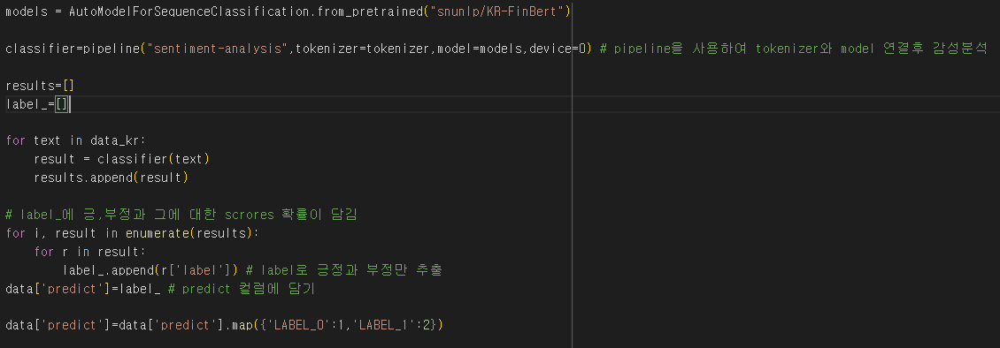 models = AutoModelForSequenceClassification.from_pretrained("snunlp/KR-FinBert")
classifier=pipeline("sentiment-analysis",tokenizer=tokenizer,model=models,device=0) # pipeline을 사용하여 tokenizer와 model 연결후 감성분석
results=[]
label_=[]
for text in data_kr:
    result = classifier(text)
    results.append(result)
# label_에 긍,부정과 그에 대한 scrores 확률이 담김
for i, result in enumerate(results):
    for r in result:
        label_.append(r['label']) # label로 긍정과 부정만 추출
data['predict']=label_ # predict 컬럼에 담기
data['predict']=data['predict'].map({'LABEL_0':1,'LABEL_1':2})